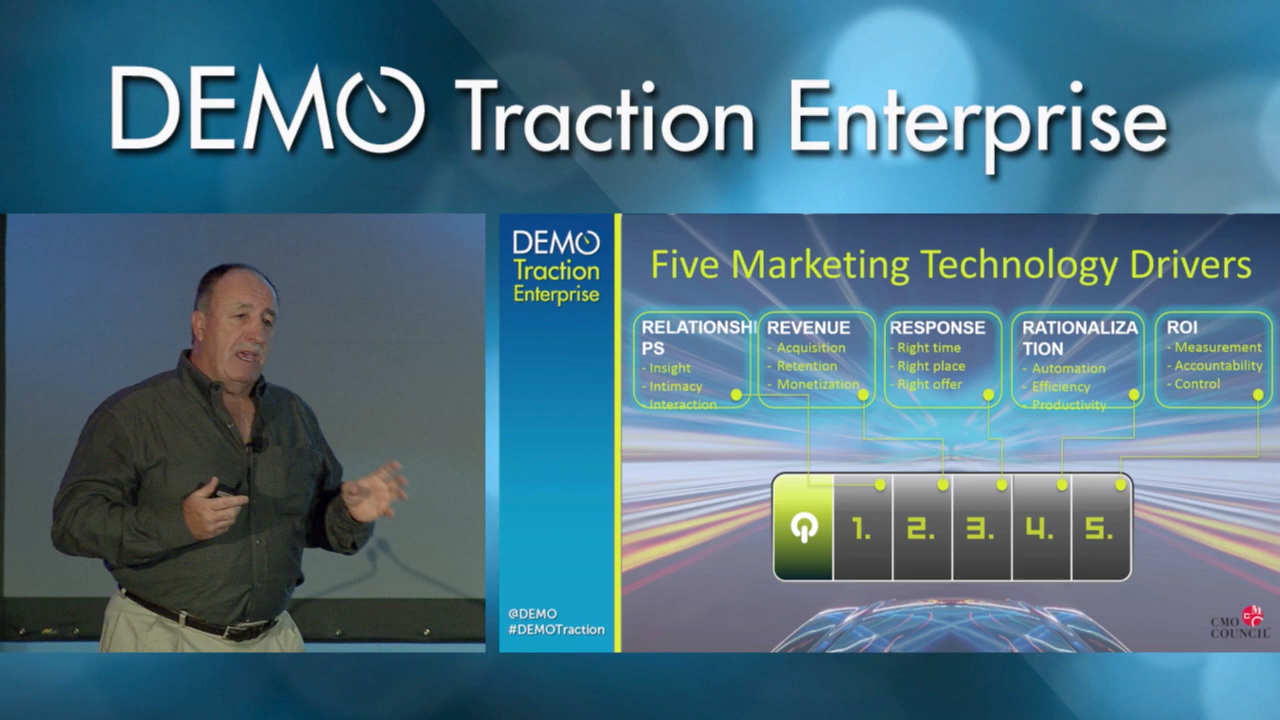 DEMO Traction Enterprise
DEMO
Traction
Enterprise
@DEMO
#DEMOTraction
Five Marketing Technology Drivers
RELATIONSHI
PS
- Insight
- Intimacy
- Interaction
REVENUE
- Acquisition
- Retention
- Monetization
RESPONSE
- Right time
- Right place
- Right offer
RATIONALIZA
TION
- Automation
- Efficiency
- Productivity
ROI
- Measurement
- Accountability
- Control
1. 2. 3. 4. 5.
CMO
COUNCIL